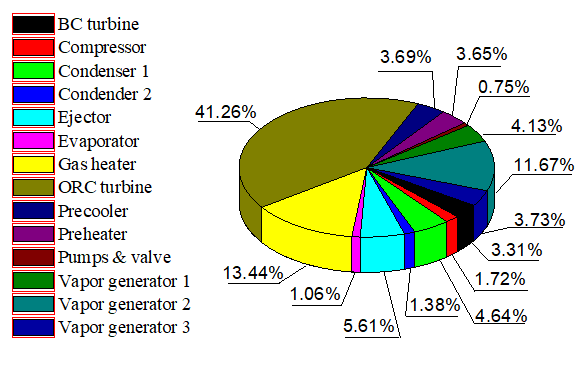 BC turbine
Compressor
Condenser 1
Condender 2
Ejector
Evaporator
Gas heater
ORC turbine
Precooler
Preheater
Pumps & valve
Vapor generator 1
Vapor generator 2
Vapor generator 3
3.69%
3.65%
0.75%
41.26%
4.13%
11.67%
3.73%
3.31%
13.44%
1.72%
1.06%
1.38%
4.64%
5.61%